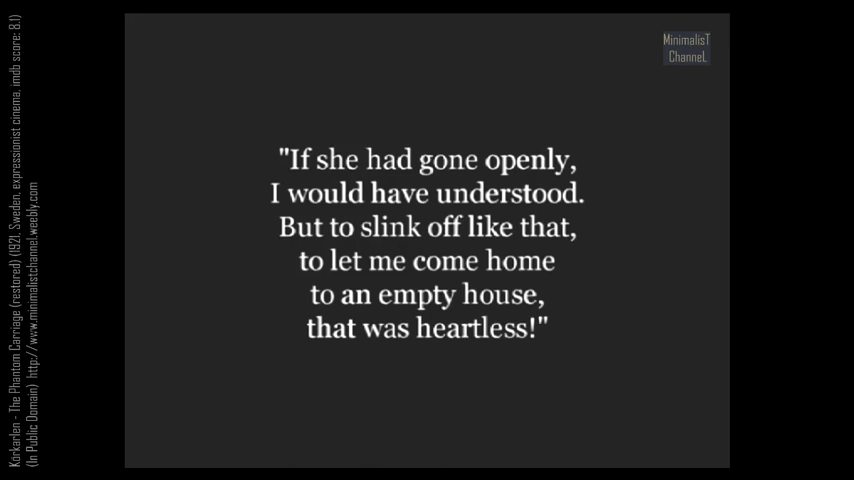 Körkarlen - The Phantom Carriage (restored) (1921, Sweden, expressionist cinema, imdb score: 8.1)
(In Public Domain) http://www.minimalistchannel.weebly.com
MinimalisT
ChanneL
"If she had gone openly,
I would have understood.
But to slink off like that,
to let me come home
to an empty house,
that was heartless!"